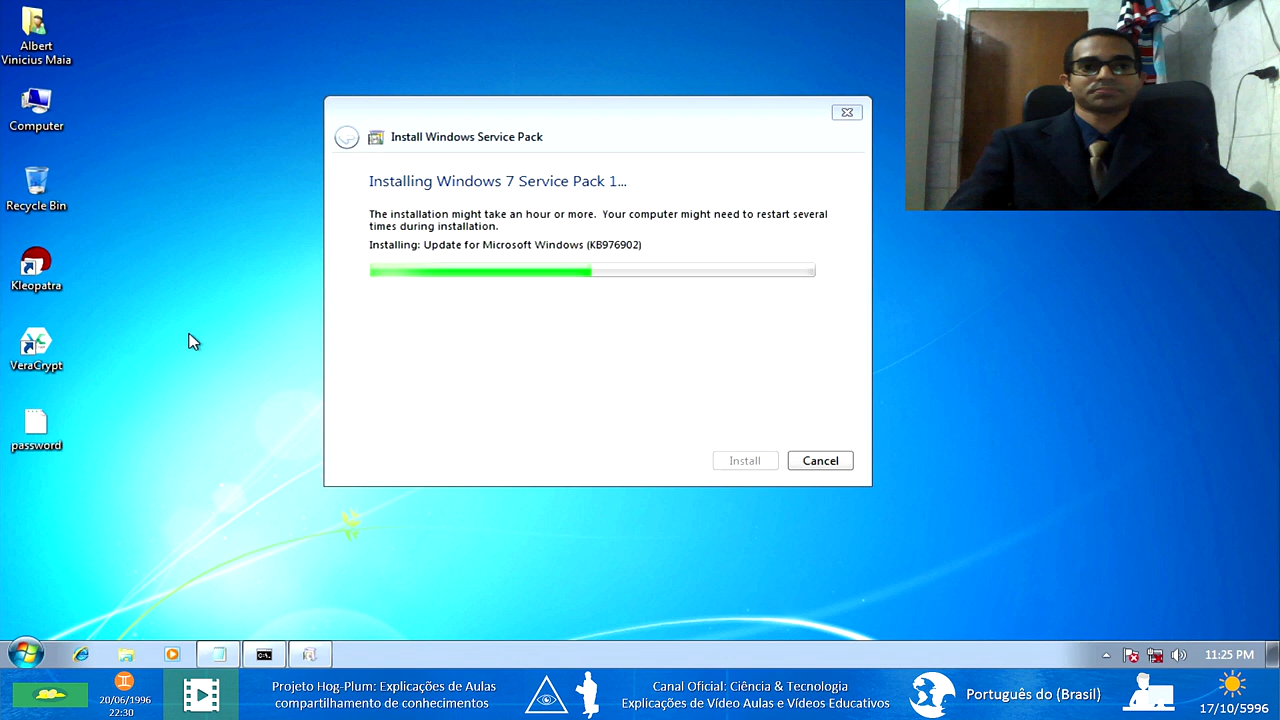 Albert
Vinicius Maia
Computer
Recycle Bin
Kleopatra
VeraCrypt
password
Install Windows Service Pack
Installing Windows 7 Service Pack 1...
The installation might take an hour or more. Your computer might need to restart several
times during installation.
Installing: Update for Microsoft Windows (KB976902)
Install
Cancel
C:\.
11:25 PM
20/06/1996
22:30
Projeto Hog-Plum: Explicações de Aulas
compartilhamento de conhecimentos
Canal Oficial: Ciência & Tecnologia
Explicações de Vídeo Aulas e Vídeos Educativos
Português do (Brasil)
17/10/5996